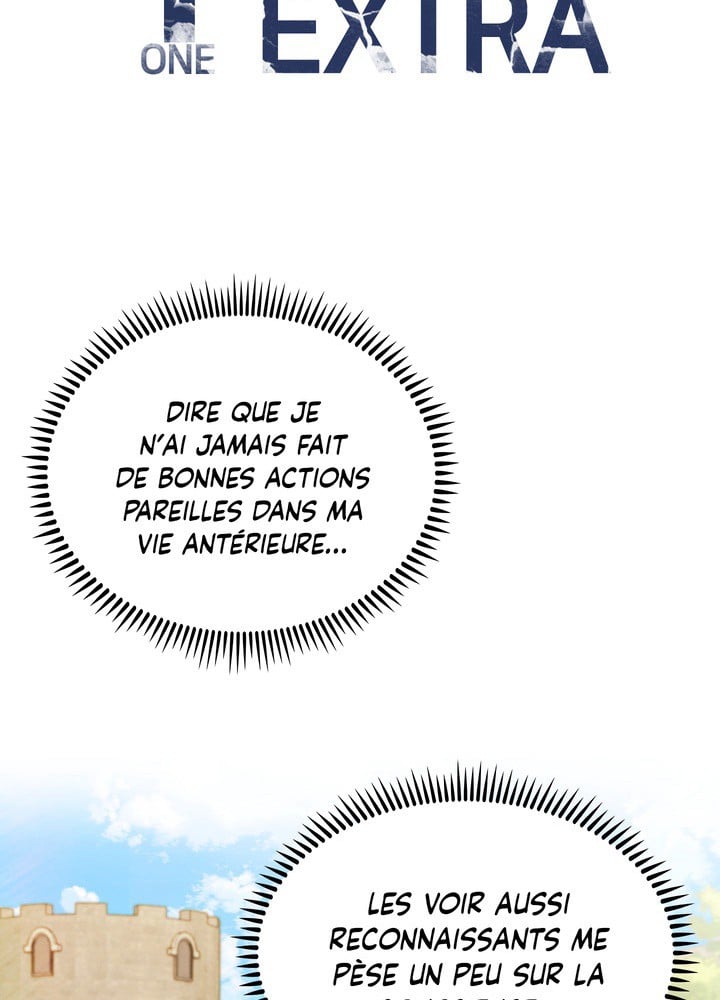 ONE EXTRA
DIRE QUE JE
N'AI JAMAIS FAIT
DE BONNES ACTIONS
PAREILLES DANS MA
VIE ANTÉRIEURE...
LES VOIR AUSSI
RECONNAISSANTS ME
PÈSE UN PEU SUR LA